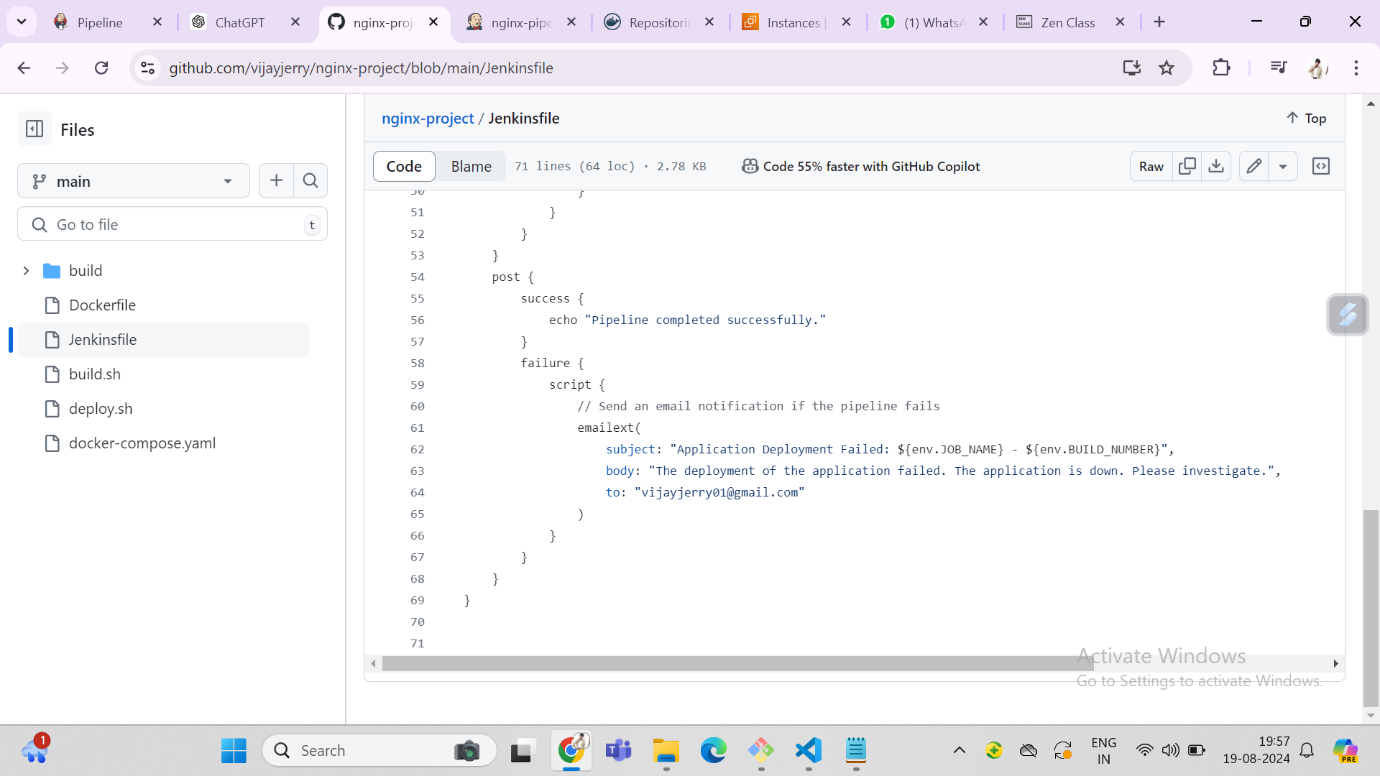 Pipeline
ChatGPT
nginx-proj
nginx-pipe
Repositorie
Instances |
(1) WhatsA
Zen Class
github.com/vijayjerry/nginx-project/blob/main/Jenkinsfile
Files
main
Go to file
t
build
Dockerfile
Jenkinsfile
build.sh
deploy.sh
docker-compose.yaml
nginx-project / Jenkinsfile
Top
Code
Blame
71 lines (64 loc) · 2.78 KB
Code 55% faster with GitHub Copilot
Raw
50 }
51 }
52 }
53 }
54 post {
55 success {
56 echo "Pipeline completed successfully."
57 }
58 failure {
59 script {
60 // Send an email notification if the pipeline fails
61 emailext(
62 subject: "Application Deployment Failed: ${env.JOB_NAME} - ${env.BUILD_NUMBER}",
63 body: "The deployment of the application failed. The application is down. Please investigate.",
64 to: "vijayjerry01@gmail.com"
65 )
66 }
67 }
68 }
69 }
70
71
Activate Windows
Go to Settings to activate Windows.
1
Search
ENG
IN
19:57
19-08-2024
PRE